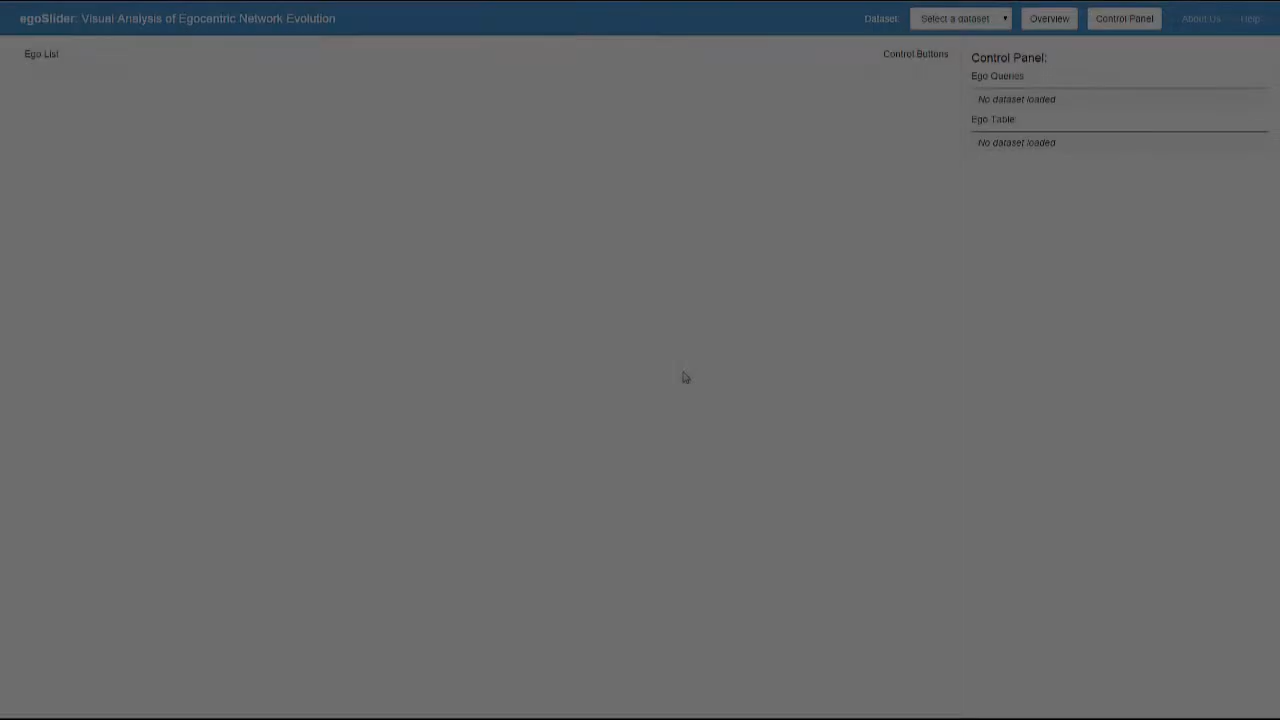 egoSlider: Visual Analysis of Egocentric Network Evolution
Dataset: Select a dataset Overview Control Panel About Us Help
Ego List
Control Buttons
Control Panel:
Ego Queries
No dataset loaded
Ego Table
No dataset loaded